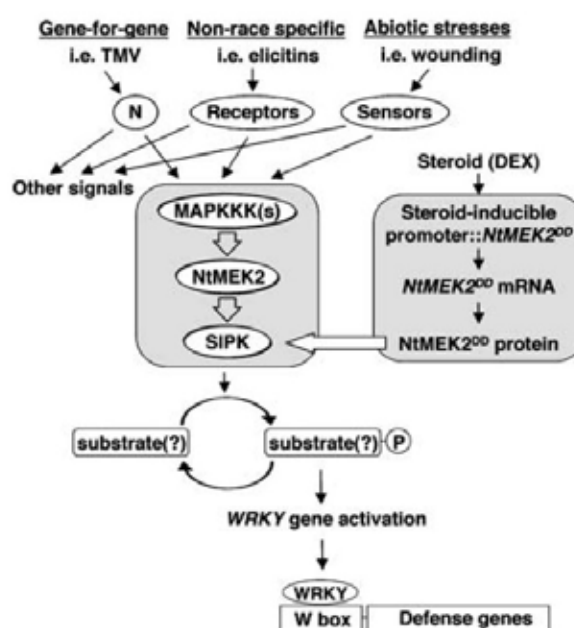 Gene-for-gene
i.e. TMV
Non-race specific
i.e. elicitins
Abiotic stresses
i.e. wounding
N
Receptors
Sensors
Other signals
MAPKKK(s)
NtMEK2
SIPK
Steroid (DEX)
Steroid-inducible
promoter::NtMEK2DD
NtMEK2DD mRNA
NtMEK2DD protein
substrate(?)
substrate(?)
P
WRKY gene activation
WRKY
W box
Defense genes